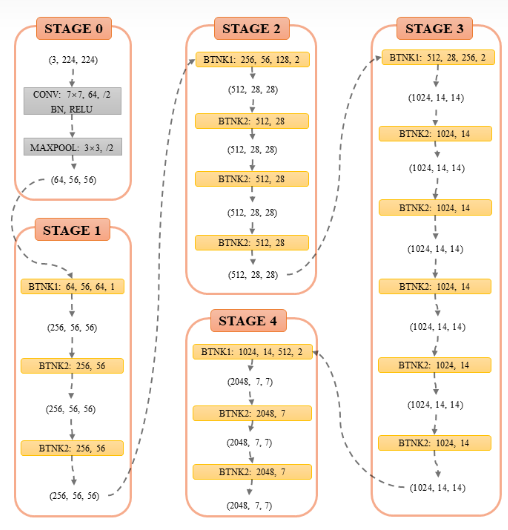 STAGE 0
(3, 224, 224)
CONV: 7×7, 64, /2
BN, RELU
MAXPOOL: 3×3, /2
(64, 56, 56)
STAGE 1
BTNK1: 64, 56, 64, 1
(256, 56, 56)
BTNK2: 256, 56
(256, 56, 56)
BTNK2: 256, 56
(256, 56, 56)
STAGE 2
BTNK1: 256, 56, 128, 2
(512, 28, 28)
BTNK2: 512, 28
(512, 28, 28)
BTNK2: 512, 28
(512, 28, 28)
BTNK2: 512, 28
(512, 28, 28)
STAGE 3
BTNK1: 512, 28, 256, 2
(1024, 14, 14)
BTNK2: 1024, 14
(1024, 14, 14)
BTNK2: 1024, 14
(1024, 14, 14)
BTNK2: 1024, 14
(1024, 14, 14)
BTNK2: 1024, 14
(1024, 14, 14)
BTNK2: 1024, 14
(1024, 14, 14)
STAGE 4
BTNK1: 1024, 14, 512, 2
(2048, 7, 7)
BTNK2: 2048, 7
(2048, 7, 7)
BTNK2: 2048, 7
(2048, 7, 7)